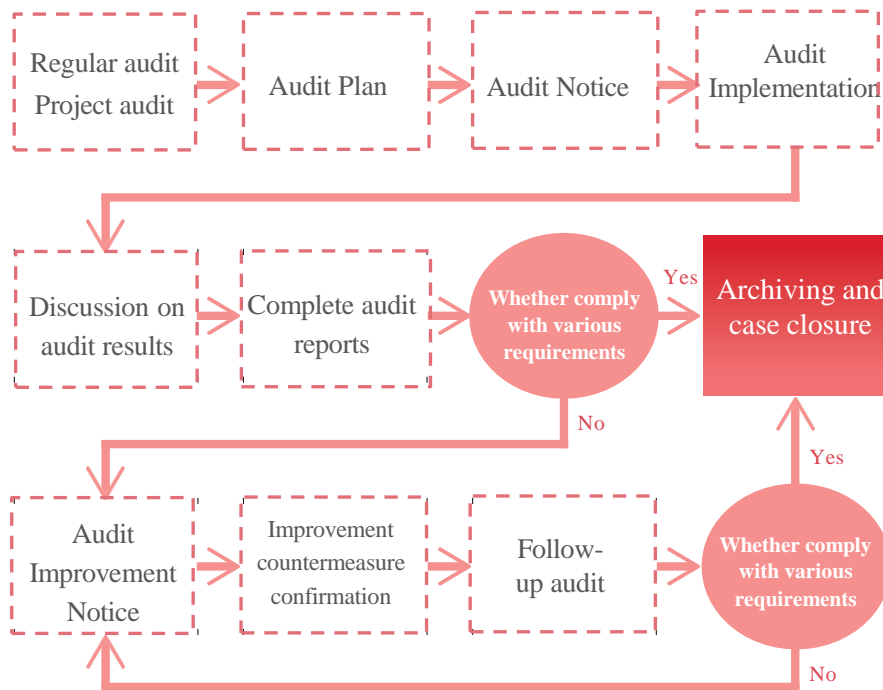 Regular audit
Project audit
Audit Plan
Audit Notice
Audit
Implementation
Discussion on
audit results
Complete audit
reports
Whether comply
with various
requirements
Yes
Archiving and
case closure
No
Audit
Improvement
Notice
Improvement
countermeasure
confirmation
Follow-
up audit
Whether comply
with various
requirements
Yes
No